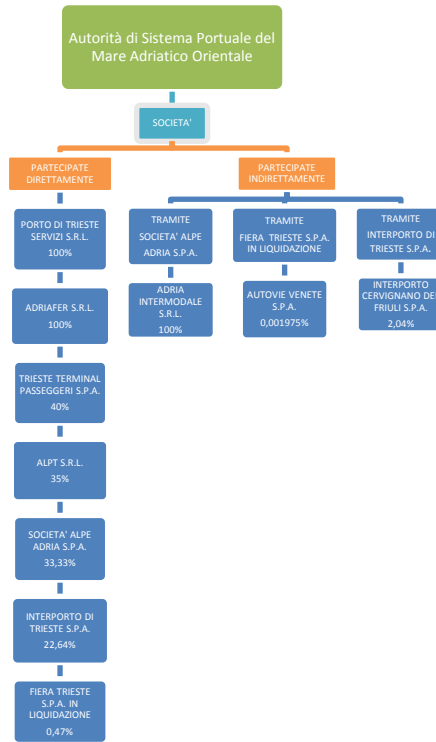 Autorità di Sistema Portuale del
Mare Adriatico Orientale
SOCIETA'
PARTECIPATE
DIRETTAMENTE
PORTO DI TRIESTE
SERVIZI S.R.L.
100%
ADRIAFER S.R.L.
100%
TRIESTE TERMINAL
PASSEGGERI S.P.A.
40%
ALPT S.R.L.
35%
SOCIETA' ALPE
ADRIA S.P.A.
33,33%
INTERPORTO DI
TRIESTE S.P.A.
22,64%
FIERA TRIESTE
S.P.A. IN
LIQUIDAZIONE
0,47%
PARTECIPATE
INDIRETTAMENTE
TRAMITE
SOCIETA' ALPE
ADRIA S.P.A.
ADRIA
INTERMODALE
S.R.L.
100%
TRAMITE
FIERA TRIESTE S.P.A.
IN LIQUIDAZIONE
AUTOVIE VENETE
S.P.A.
0,001975%
TRAMITE
INTERPORTO DI
TRIESTE S.P.A.
INTERPORTO
CERVIGNANO DEL
FRIULI S.P.A.
2,04%